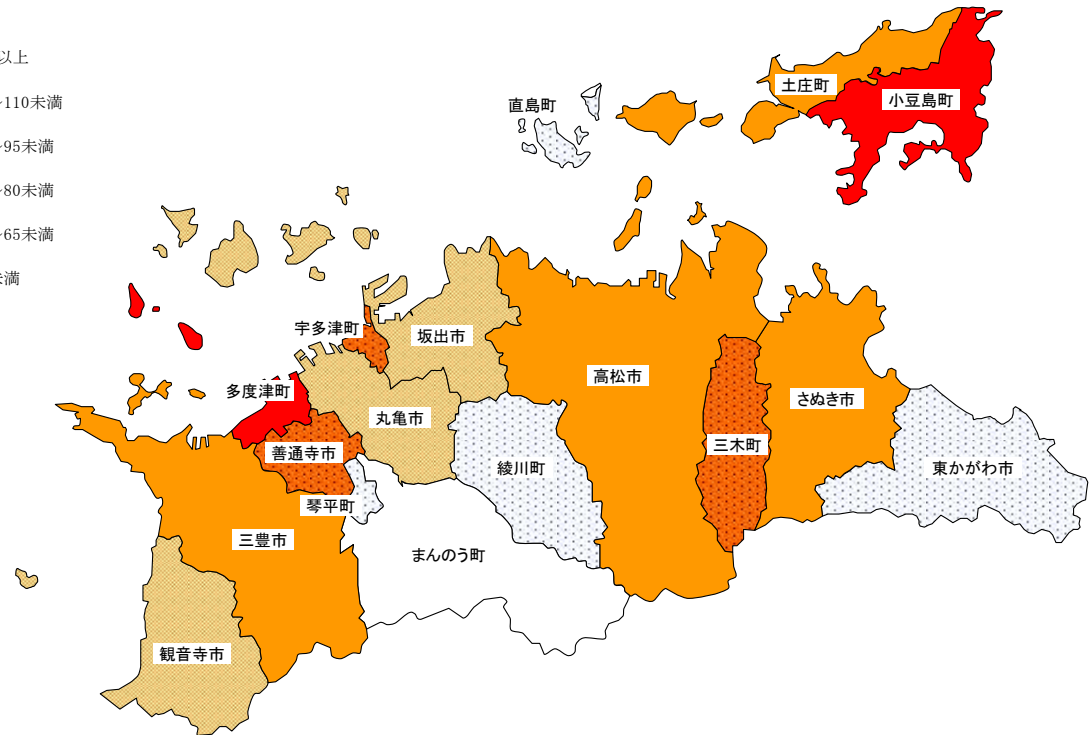 以上
~110未満
~95未満
~80未満
~65未満
未満
土庄町
小豆島町
直島町
宇多津町
坂出市
高松市
多度津町
さぬき市
丸亀市
善通寺市
三木町
綾川町
東かがわ市
琴平町
三豊市
まんのう町
観音寺市